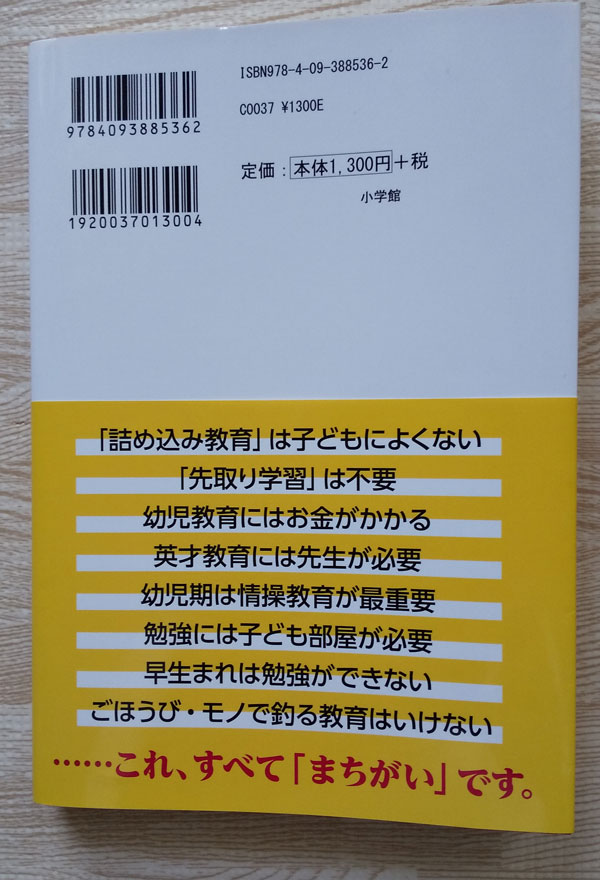 ISBN978-4-09-388536-2
9784093885362
C0037 ¥1300E
定価：本体1,300円＋税
1920037013004
小学館
「詰め込み教育」は子どもによくない
「先取り学習」は不要
幼児教育にはお金がかかる
英才教育には先生が必要
幼児期は情操教育が最重要
勉強には子ども部屋が必要
早生まれは勉強ができない
ごほうび・モノで釣る教育はいけない
……これ、すべて「まちがい」です。